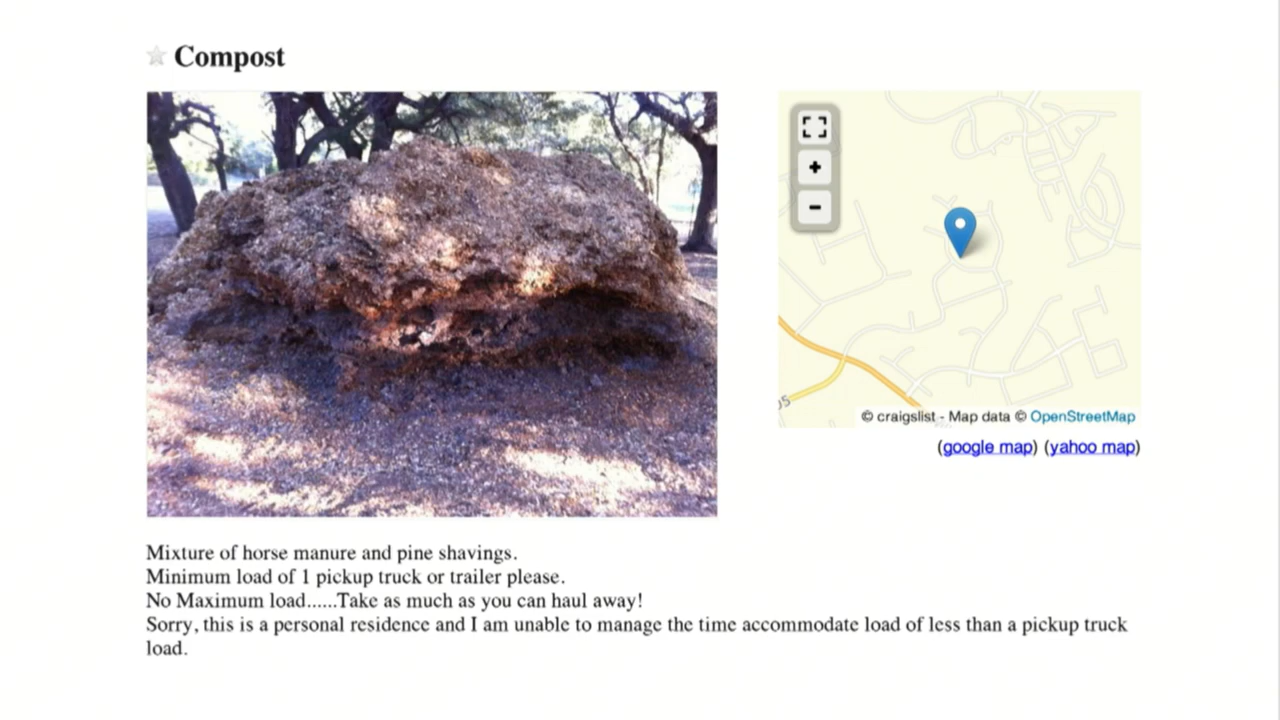 Compost
05
© craigslist - Map data © OpenStreetMap
(google map) (yahoo map)
Mixture of horse manure and pine shavings.
Minimum load of 1 pickup truck or trailer please.
No Maximum load......Take as much as you can haul away!
Sorry, this is a personal residence and I am unable to manage the time accommodate load of less than a pickup truck
load.